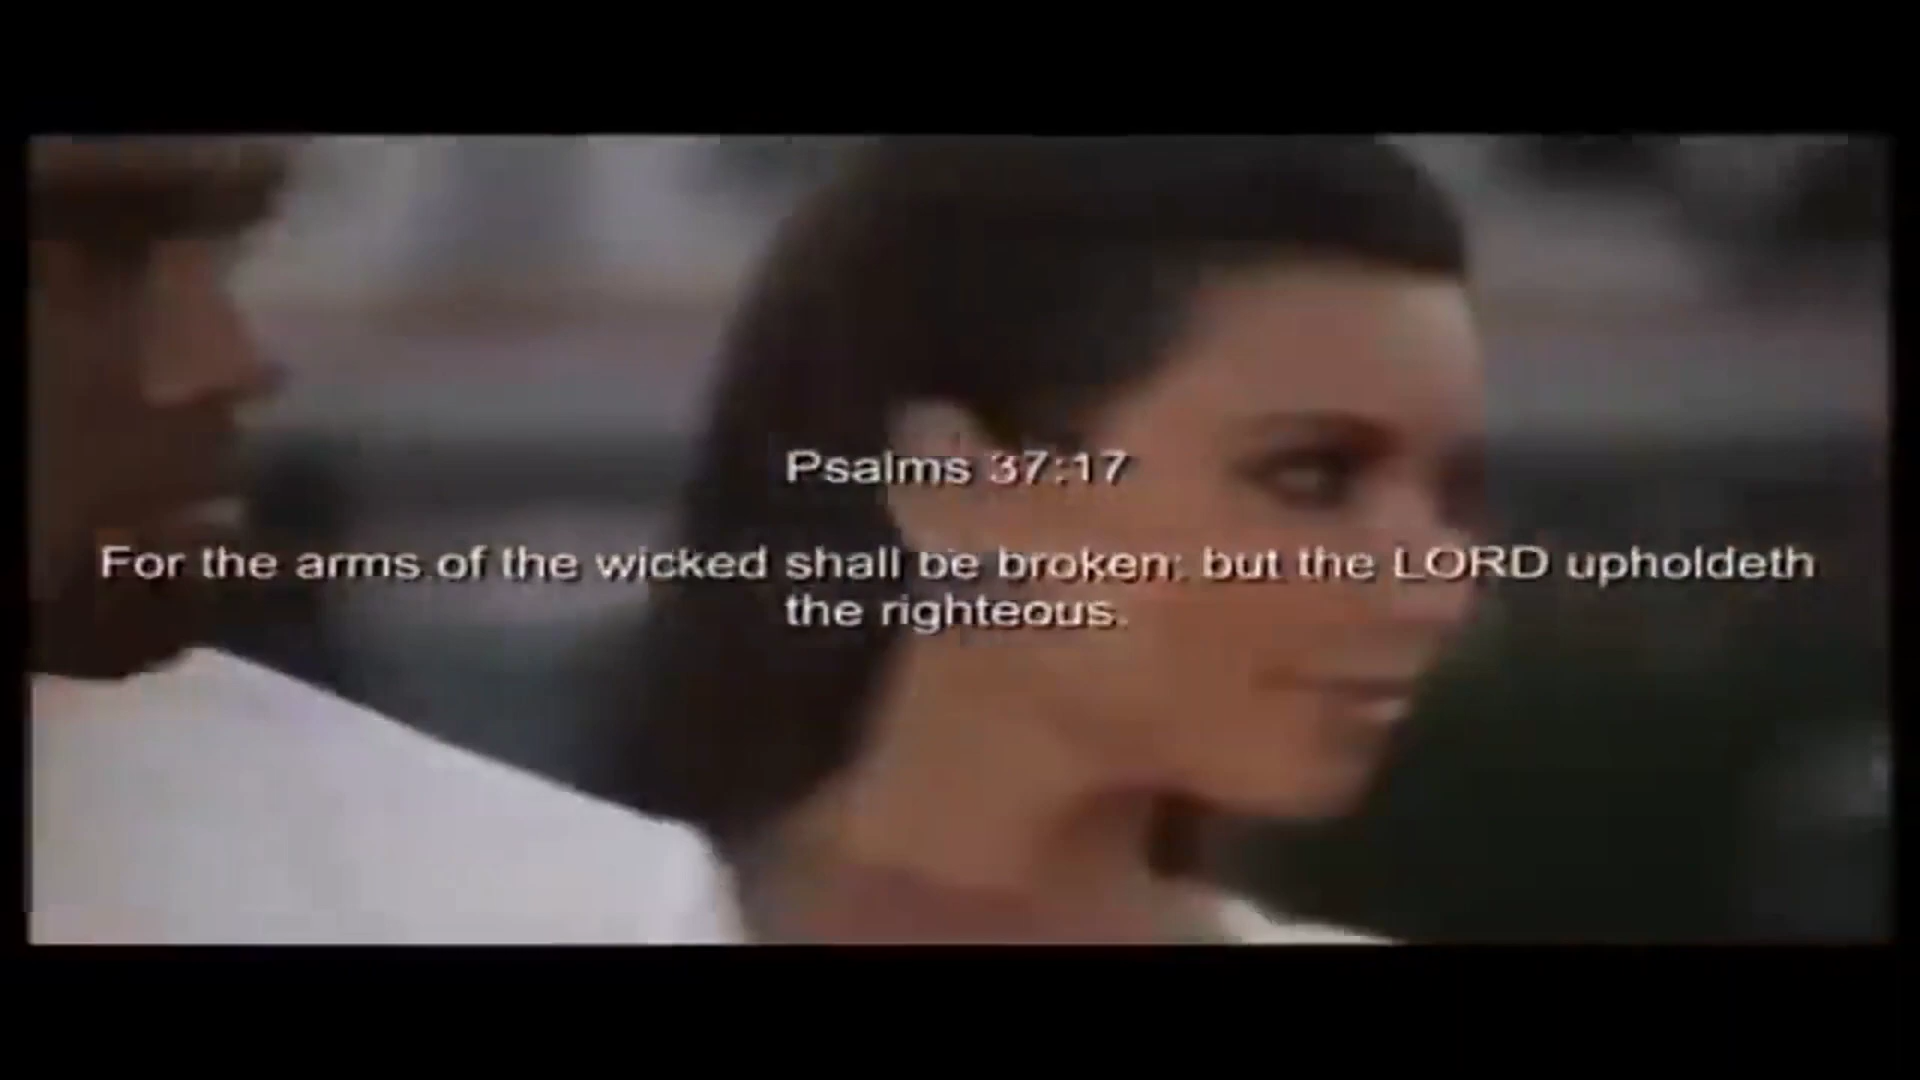 Psalms 37:17
For the arms of the wicked shall be broken: but the LORD upholdeth
the righteous.